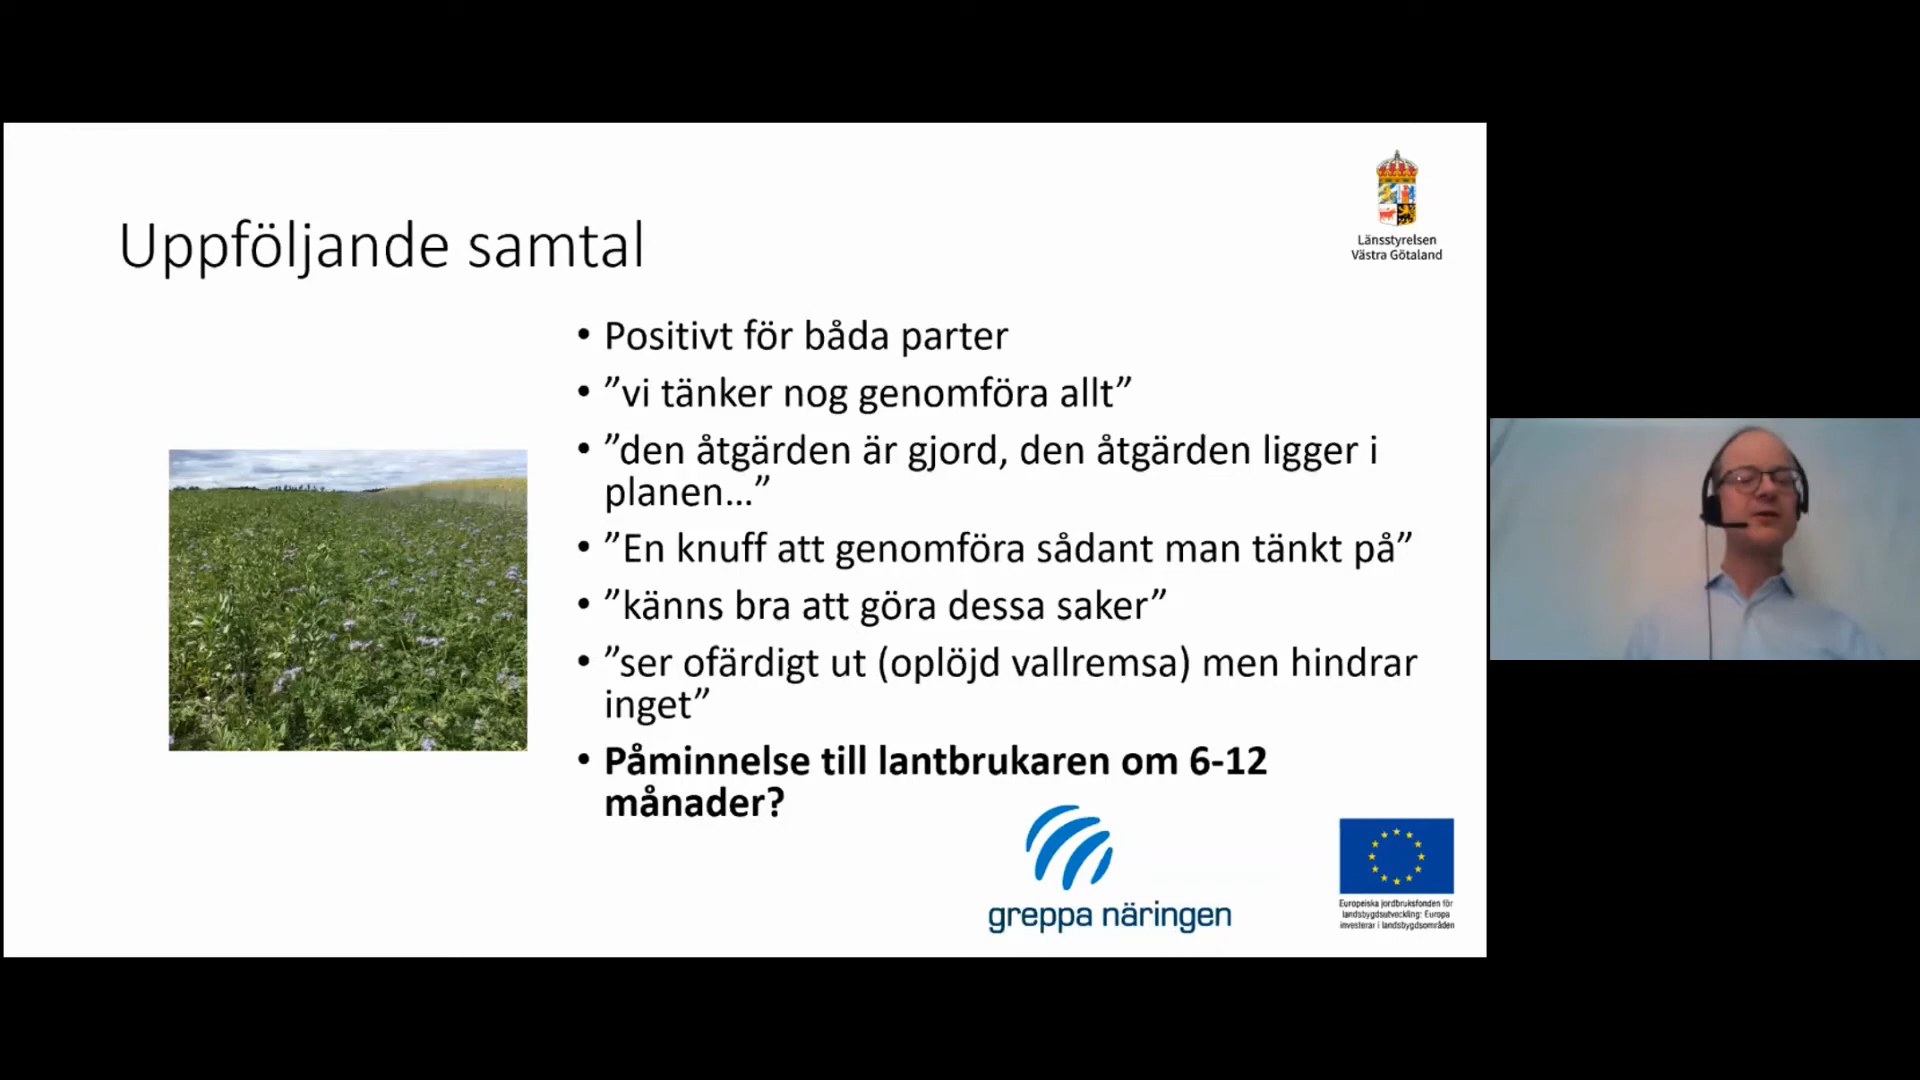 Länsstyrelsen
Västra Götaland
Uppföljande samtal
• Positivt för båda parter
• ”vi tänker nog genomföra allt”
• ”den åtgärden är gjord, den åtgärden ligger i
planen…”
• ”En knuff att genomföra sådant man tänkt på”
• ”känns bra att göra dessa saker”
• ”ser ofärdigt ut (oplöjd vallremsa) men hindrar
inget”
• Påminnelse till lantbrukaren om 6-12
månader?
greppa näringen
Europeiska jordbruksfonden för
landsbygdsutveckling: Europa
investerar i landsbygdsområden